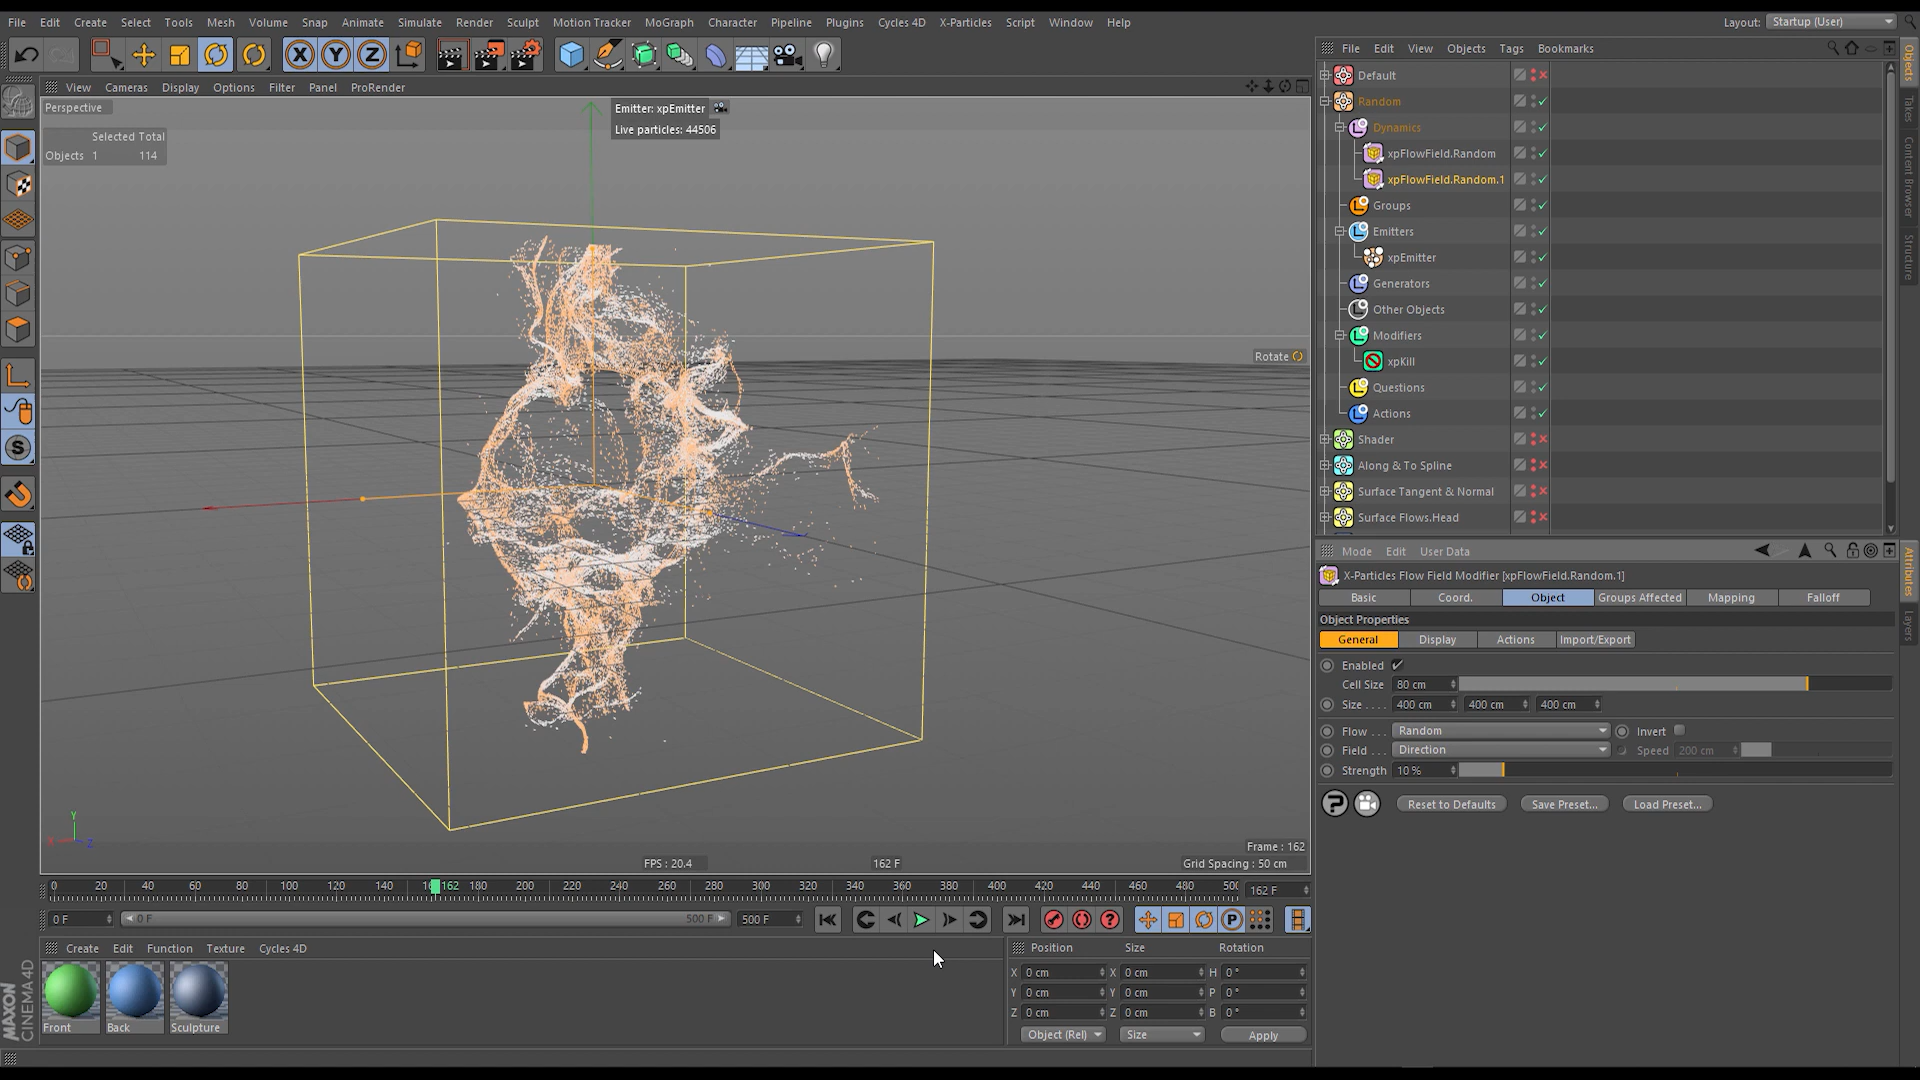 File Edit Create Select Tools Mesh Volume Snap Animate Simulate Render Sculpt Motion Tracker MoGraph Character Pipeline Plugins Cycles 4D X-Particles Script Window Help Layout: Startup (User)
X Y Z
File Edit View Objects Tags Bookmarks
View Cameras Display Options Filter Panel ProRender
Perspective
Selected Total
Objects 1 114
Emitter: xpEmitter
Live particles: 44506
Rotate
Default
Random
Dynamics
xpFlowField.Random
xpFlowField.Random.1
Groups
Emitters
xpEmitter
Generators
Other Objects
Modifiers
xpKill
Questions
Actions
Shader
Along & To Spline
Surface Tangent & Normal
Surface Flows.Head
Objects
Takes
Content Browser
Structure
Mode Edit User Data
X-Particles Flow Field Modifier [xpFlowField.Random.1]
Basic Coord. Object Groups Affected Mapping Falloff
Object Properties
General Display Actions Import/Export
Enabled
Cell Size 80 cm
Size . . . . 400 cm 400 cm 400 cm
Flow . . . Random Invert
Field . . . Direction Speed 200 cm
Strength 10 %
Reset to Defaults Save Preset... Load Preset...
Attributes
Layers
Y
X Z
Frame : 162
FPS : 20.4 162 F Grid Spacing : 50 cm
0 20 40 60 80 100 120 140 162 180 200 220 240 260 280 300 320 340 360 380 400 420 440 460 480 162 F
0 F 0 F 500 F 500 F P
Create Edit Function Texture Cycles 4D
Front Back Sculpture
Position Size Rotation
X 0 cm X 0 cm H 0 °
Y 0 cm Y 0 cm P 0 °
Z 0 cm Z 0 cm B 0 °
Object (Rel) Size Apply
MAXON
CINEMA 4D